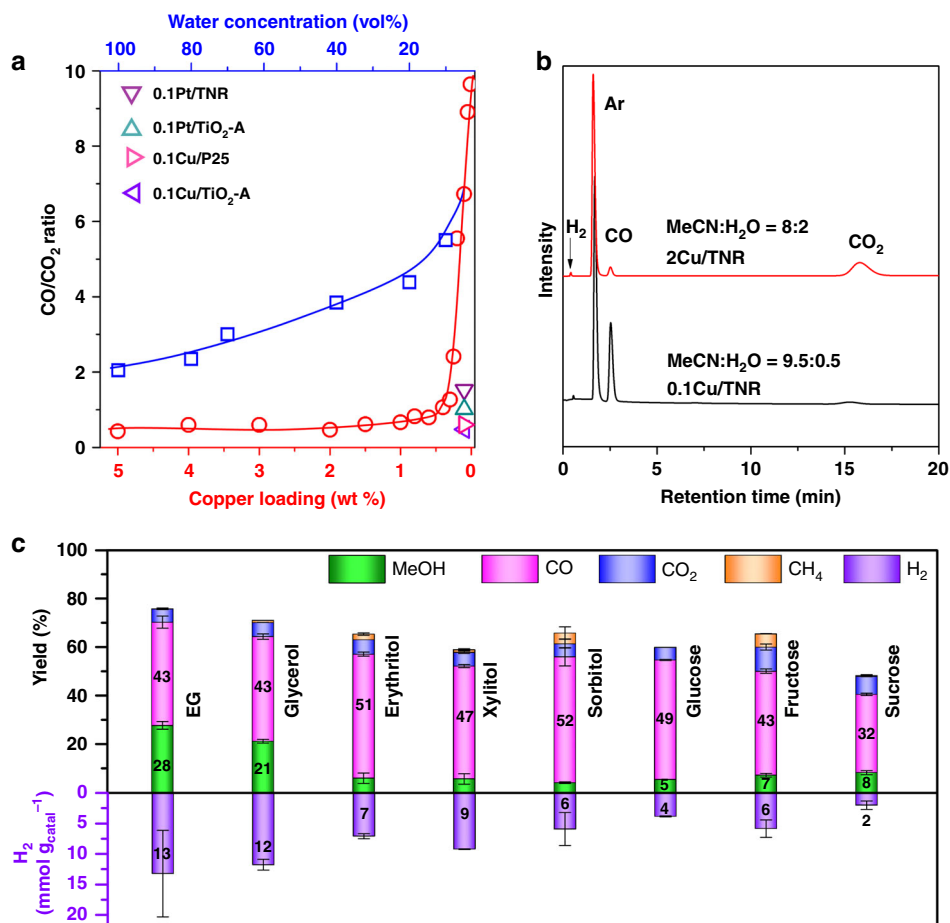 Water concentration (vol%)
a
100 80 60 40 20
10
8
6
4
2
0
CO/CO₂ ratio
0.1Pt/TNR
0.1Pt/TiO₂-A
0.1Cu/P25
0.1Cu/TiO₂-A
5 4 3 2 1 0
Copper loading (wt %)
b
Intensity
Ar
H₂
CO
MeCN:H₂O = 8:2
2Cu/TNR
CO₂
MeCN:H₂O = 9.5:0.5
0.1Cu/TNR
0 5 10 15 20
Retention time (min)
c
100
80
60
40
20
0
Yield (%)
MeOH CO CO₂ CH₄ H₂
43
28
EG
13
43
21
Glycerol
12
51
Erythritol
7
47
Xylitol
9
52
Sorbitol
6
49
5
Glucose
4
43
7
Fructose
6
32
8
Sucrose
2
5
10
15
20
H₂
(mmol g_catal⁻¹)